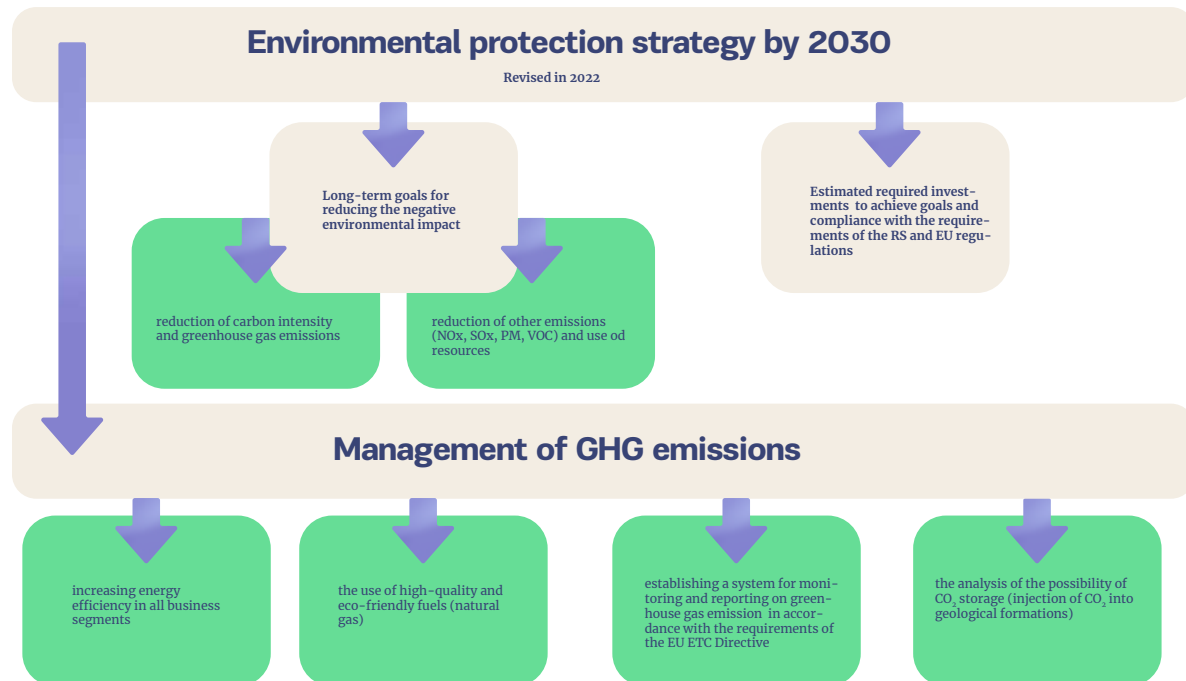 Environmental protection strategy by 2030
Revised in 2022
Long-term goals for
reducing the negative
environmental impact
Estimated required invest-
ments to achieve goals and
compliance with the require-
ments of the RS and EU regu-
lations
reduction of carbon intensity
and greenhouse gas emissions
reduction of other emissions
(NOx, SOx, PM, VOC) and use od
resources
Management of GHG emissions
increasing energy
efficiency in all business
segments
the use of high-quality and
eco-friendly fuels (natural
gas)
establishing a system for moni-
toring and reporting on green-
house gas emission in accor-
dance with the requirements of
the EU ETC Directive
the analysis of the possibility of
CO₂ storage (injection of CO₂ into
geological formations)